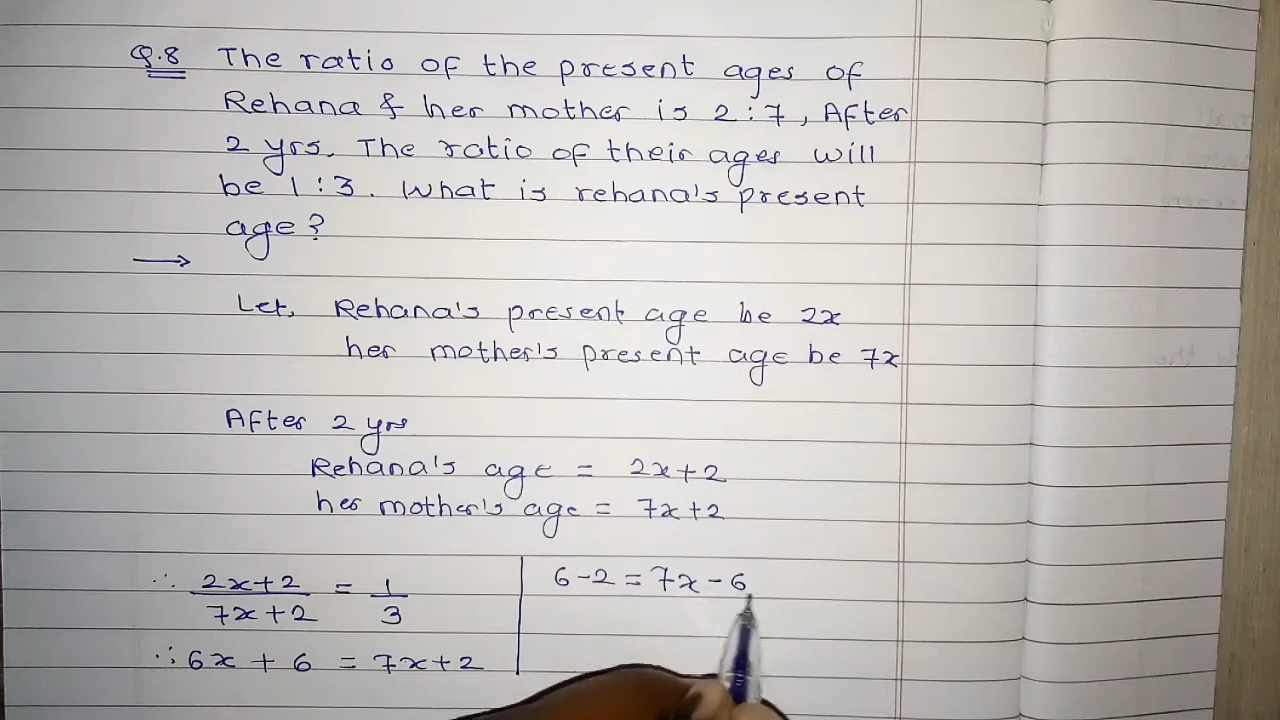 Q.8 The ratio of the present ages of
Rehana & her mother is 2:7, After
2 yrs. The ratio of their ages will
be 1:3. What is rehana's present
age?
→
Let, Rehana's present age be 2x
her mother's present age be 7x
After 2 yrs
Rehana's age = 2x+2
her mother's age = 7x+2
∴ 2x+2/7x+2 = 1/3
∴ 6x + 6 = 7x+2
6-2 = 7x-6